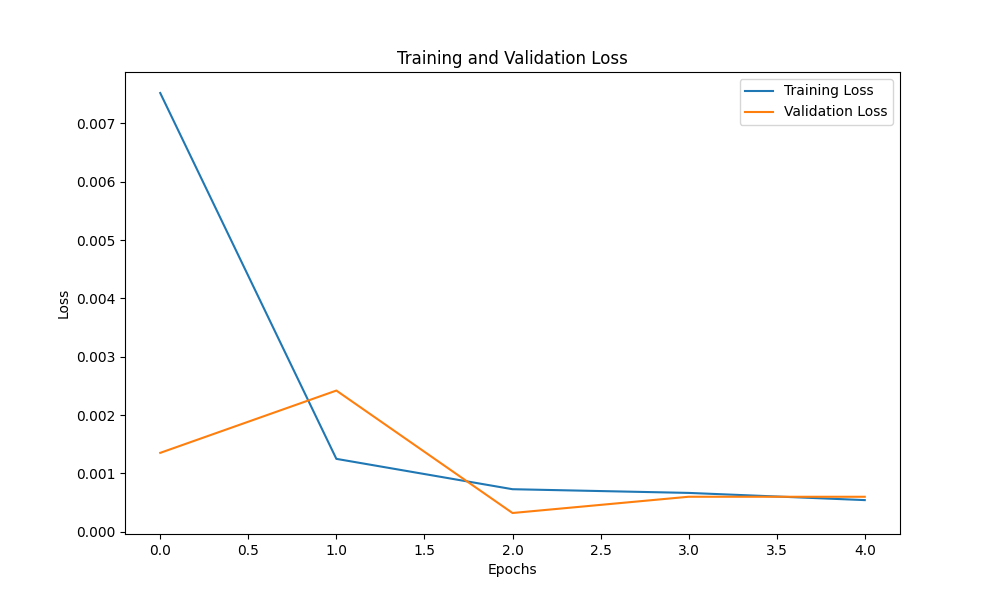 Training and Validation Loss
Training Loss
Validation Loss
0.007
0.006
0.005
0.004
0.003
0.002
0.001
0.000
Loss
0.0 0.5 1.0 1.5 2.0 2.5 3.0 3.5 4.0
Epochs